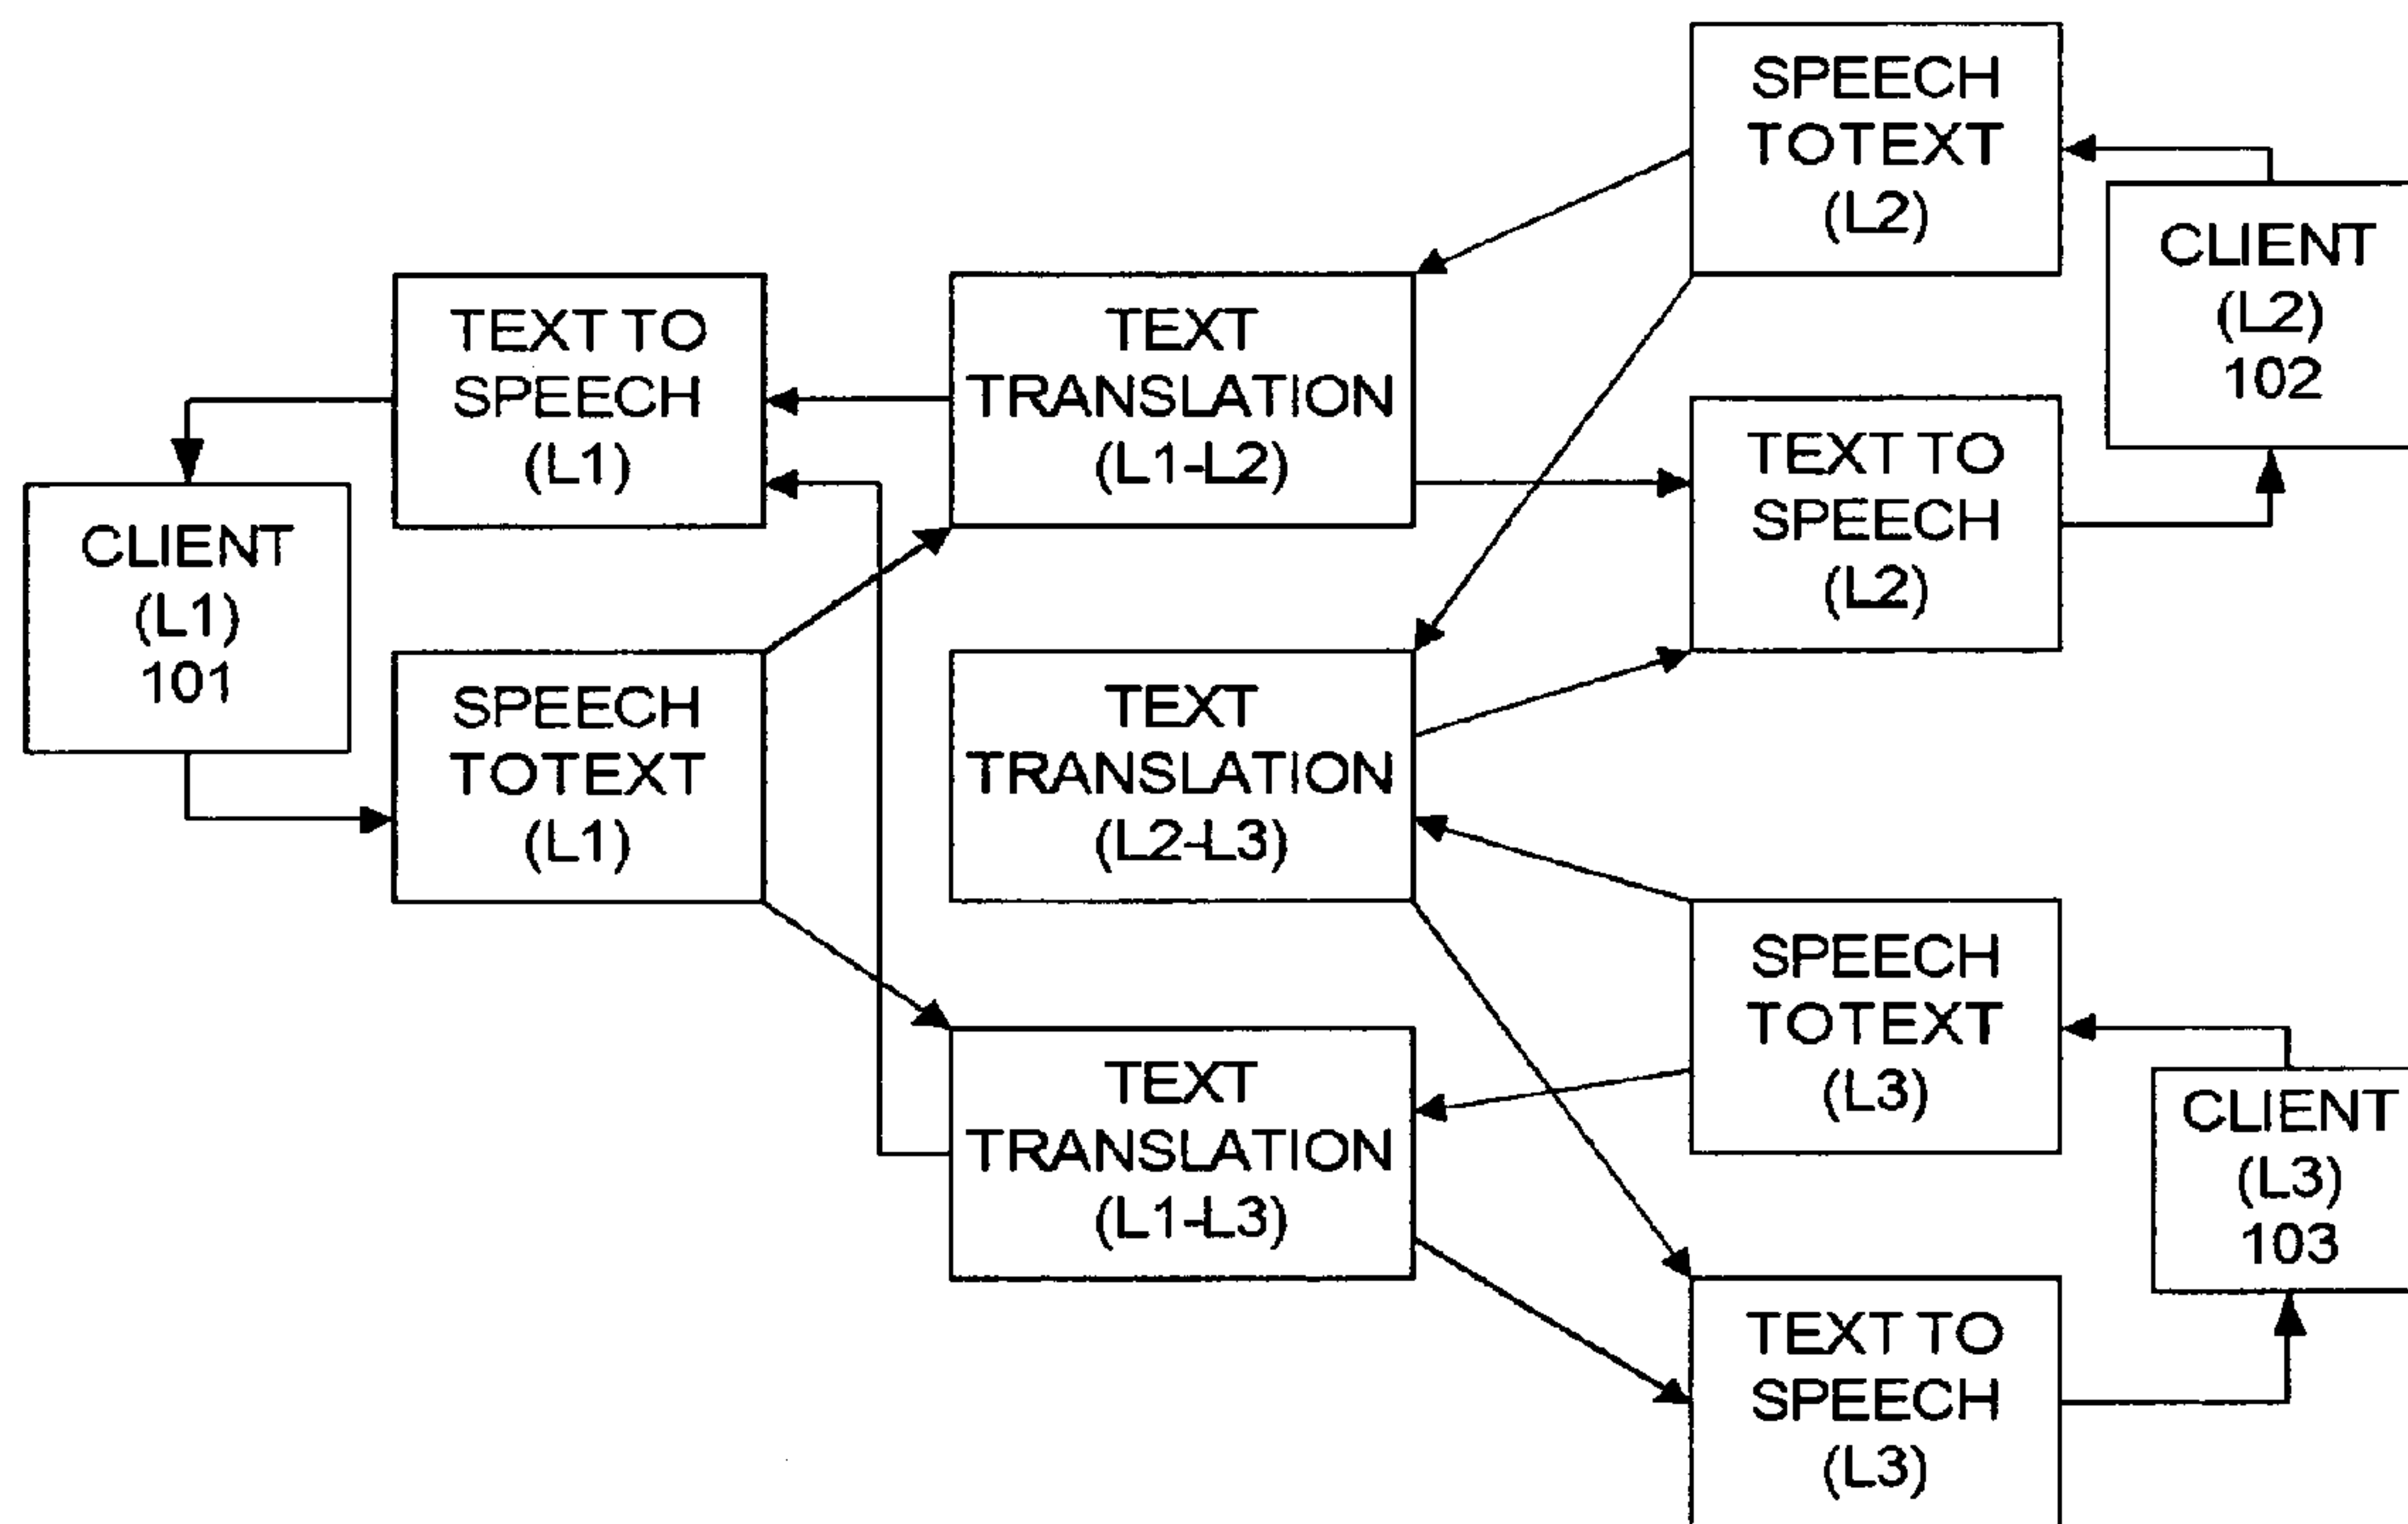 SPEECH
TOTEXT
(L2)
CLIENT
(L2)
102
TEXT TO
SPEECH
(L1)
TEXT
TRANSLATION
(L1-L2)
TEXT TO
SPEECH
(L2)
CLIENT
(L1)
101
SPEECH
TOTEXT
(L1)
TEXT
TRANSLATION
(L2-L3)
SPEECH
TOTEXT
(L3)
CLIENT
(L3)
103
TEXT
TRANSLATION
(L1-L3)
TEXT TO
SPEECH
(L3)